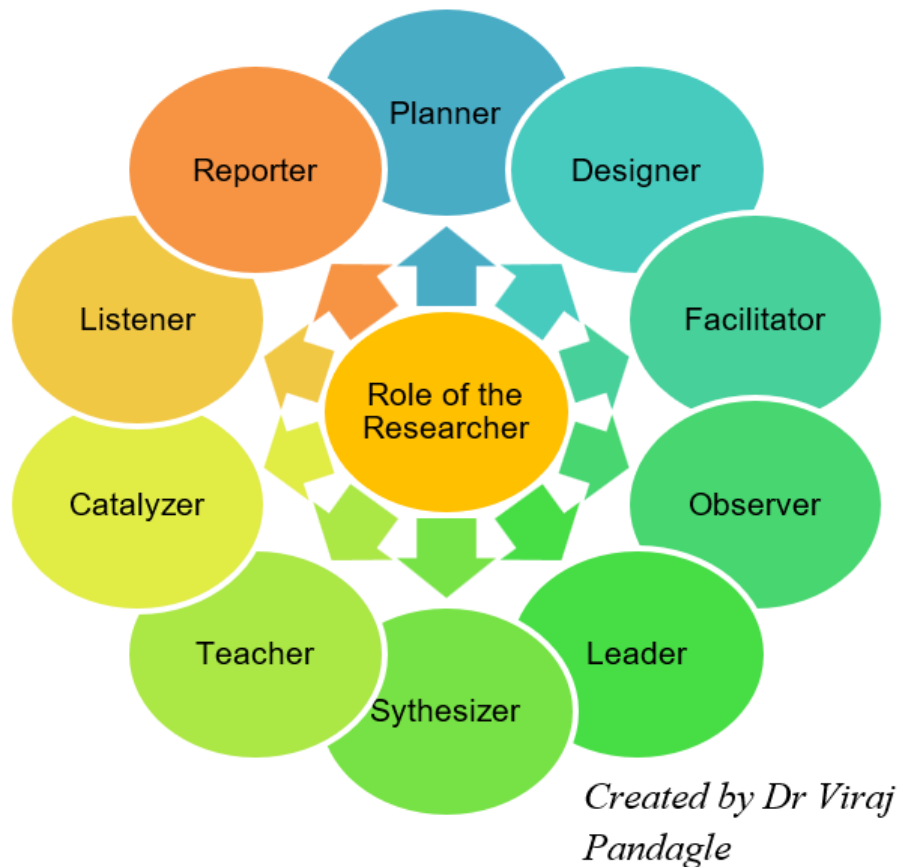 Planner
Designer
Facilitator
Observer
Leader
Sythesizer
Teacher
Catalyzer
Listener
Reporter
Role of the
Researcher
Created by Dr Viraj
Pandagle